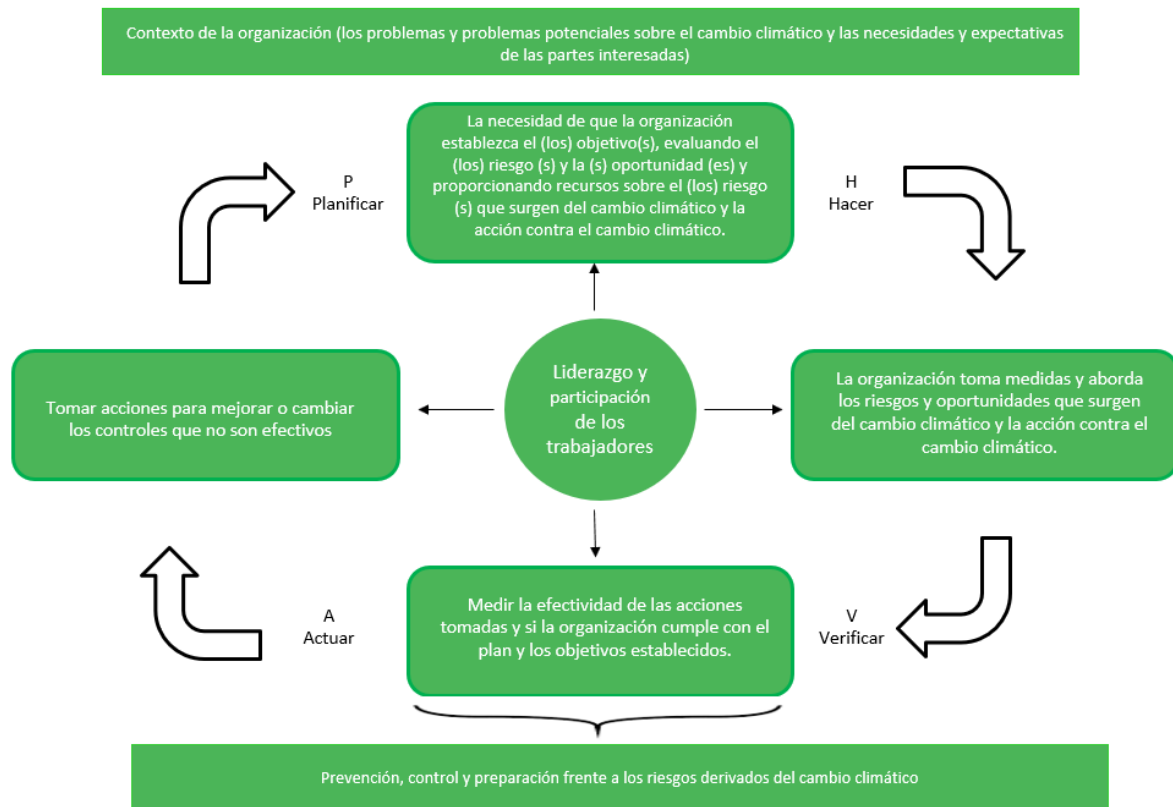 Contexto de la organización (los problemas y problemas potenciales sobre el cambio climático y las necesidades y expectativas
de las partes interesadas)
La necesidad de que la organización
establezca el (los) objetivo(s), evaluando el
(los) riesgo (s) y la (s) oportunidad (es) y
proporcionando recursos sobre el (los) riesgo
(s) que surgen del cambio climático y la
acción contra el cambio climático.
P
Planificar
H
Hacer
Tomar acciones para mejorar o cambiar
los controles que no son efectivos
Liderazgo y
participación
de los
trabajadores
La organización toma medidas y aborda
los riesgos y oportunidades que surgen
del cambio climático y la acción contra el
cambio climático.
A
Actuar
Medir la efectividad de las acciones
tomadas y si la organización cumple con el
plan y los objetivos establecidos.
V
Verificar
Prevención, control y preparación frente a los riesgos derivados del cambio climático